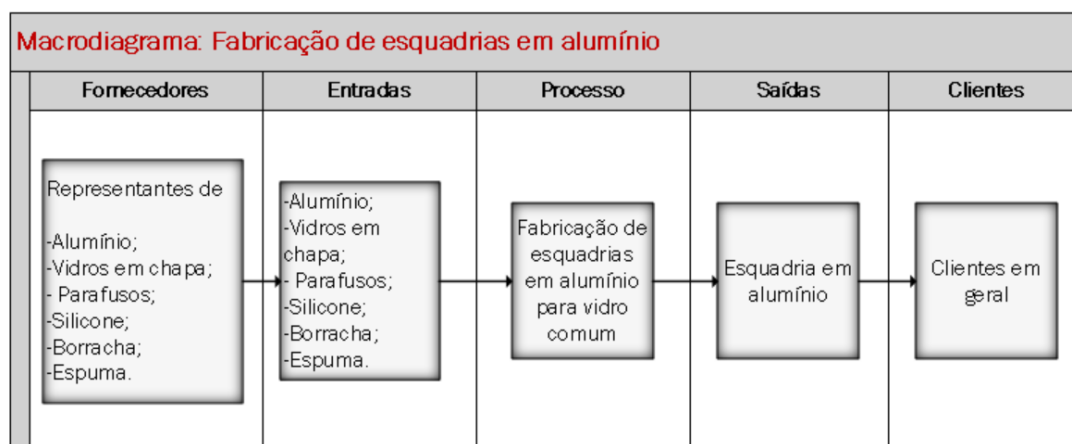 Macrodiagrama: Fabricação de esquadrias em alumínio
Fornecedores
Entradas
Processo
Saídas
Clientes
Representantes de
-Alumínio;
-Vidros em chapa;
- Parafusos;
-Silicone;
-Borracha;
-Espuma.
-Alumínio;
-Vidros em
chapa;
- Parafusos;
-Silicone;
-Borracha;
-Espuma.
Fabricação de
esquadrias
em alumínio
para vidro
comum
Esquadria em
alumínio
Clientes em
geral